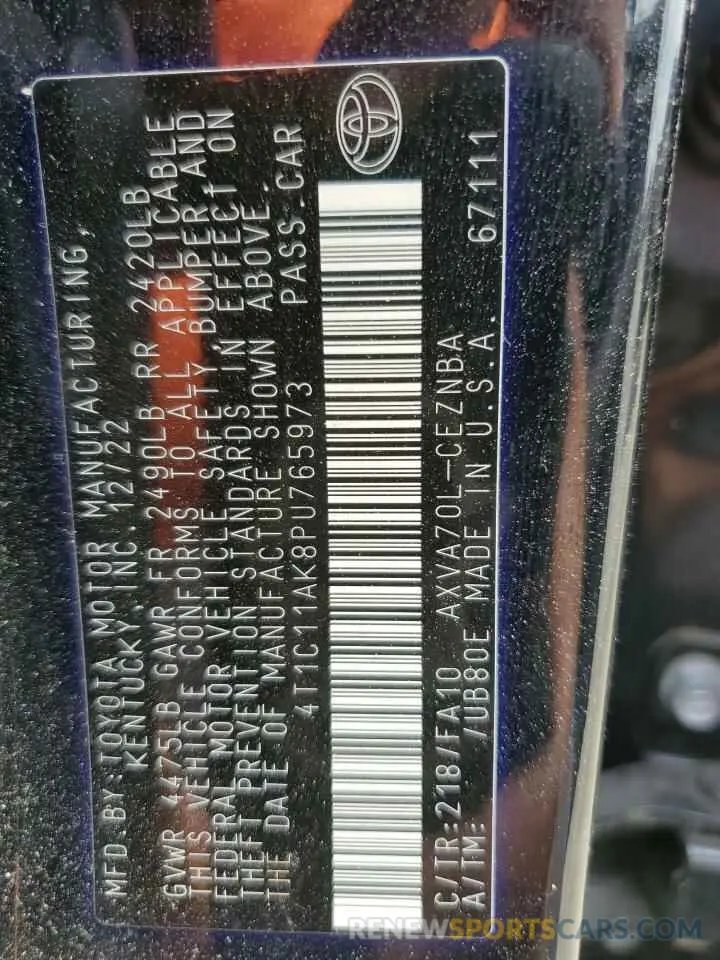 MFD BY: TOYOTA MOTOR MANUFACTURING,
KENTUCKY, INC. 12/22
GVWR 4475LB GAWR FR 2490LB RR 2420LB
THIS VEHICLE CONFORMS TO ALL APPLICABLE
FEDERAL MOTOR VEHICLE SAFETY, BUMPER AND
THEFT PREVENTION STANDARDS IN EFFECT ON
THE DATE OF MANUFACTURE SHOWN ABOVE.
4T1C11AK8PU765973 PASS.CAR
C/TR:218/FA10 AXVA70L-CEZNBA
A/TM: /UB80E MADE IN U.S.A. 67111
RENEWSPORTSCARS.COM